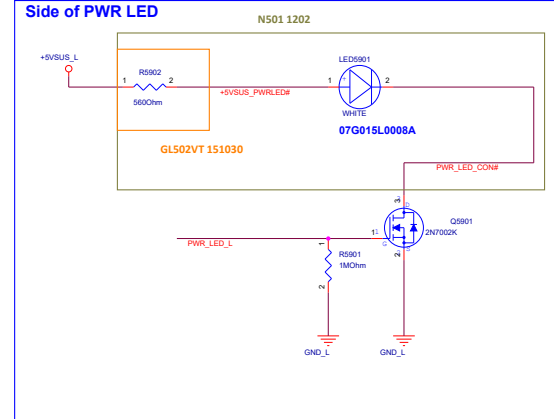 Side of PWR LED
N501 1202
+5VSUS_L
R5902
1 2
560Ohm
+5VSUS_PWRLED#
LED5901
1 + 2
WHITE
07G015L0008A
GL502VT 151030
PWR_LED_CON#
3
D
Q5901
2N7002K
1
G
2
S
PWR_LED_L
1
R5901
1MOhm
2
GND_L
GND_L